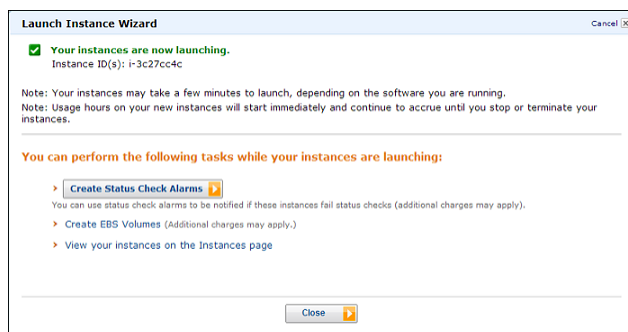 Launch Instance Wizard
Cancel
Your instances are now launching.
Instance ID(s): i-3c27cc4c
Note: Your instances may take a few minutes to launch, depending on the software you are running.
Note: Usage hours on your new instances will start immediately and continue to accrue until you stop or terminate your
instances.
You can perform the following tasks while your instances are launching:
Create Status Check Alarms
You can use status check alarms to be notified if these instances fail status checks (additional charges may apply).
Create EBS Volumes (Additional charges may apply.)
View your instances on the Instances page
Close